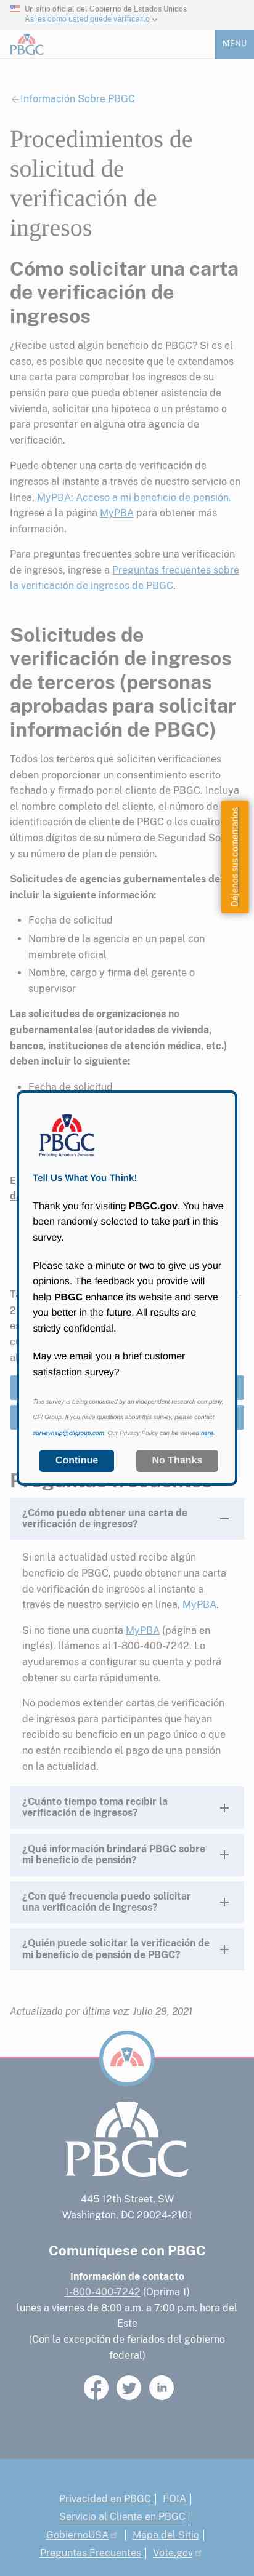 Un sitio oficial del Gobierno de Estados Unidos
Así es como usted puede verificarlo
PBGC
MENU
Información Sobre PBGC
Procedimientos de
solicitud de
verificación de
ingresos
Cómo solicitar una carta
de verificación de
ingresos
¿Recibe usted algún beneficio de PBGC? Si es el
caso, es posible que necesite que le extendamos
una carta para comprobar los ingresos de su
pensión para que pueda obtener asistencia de
vivienda, solicitar una hipoteca o un préstamo o
para presentar en alguna otra agencia de
verificación.
Puede obtener una carta de verificación de
ingresos al instante a través de nuestro servicio en
línea, MyPBA: Acceso a mi beneficio de pensión.
Ingrese a la página MyPBA para obtener más
información.
Para preguntas frecuentes sobre una verificación
de ingresos, ingrese a Preguntas frecuentes sobre
la verificación de ingresos de PBGC.
Solicitudes de
verificación de ingresos
de terceros (personas
aprobadas para solicitar
información de PBGC)
Todos los terceros que soliciten verificaciones
deben proporcionar un consentimiento escrito
fechado y firmado por el cliente de PBGC. Incluya
el nombre completo del cliente, el número de
identificación de cliente de PBGC o los cuatro
últimos dígitos de su número de Seguridad So
y su número de plan de pensión.
Déjenos sus comentarios
Solicitudes de agencias gubernamentales del
incluir la siguiente información:
Fecha de solicitud
Nombre de la agencia en un papel con
membrete oficial
Nombre, cargo y firma del gerente o
supervisor
Las solicitudes de organizaciones no
gubernamentales (autoridades de vivienda,
bancos, instituciones de atención médica, etc.)
deben incluir lo siguiente:
Fecha de solicitud
PBGC
Protecting America's Pensions
Tell Us What You Think!
Thank you for visiting PBGC.gov. You have
been randomly selected to take part in this
survey.
Please take a minute or two to give us your
opinions. The feedback you provide will
help PBGC enhance its website and serve
you better in the future. All results are
strictly confidential.
May we email you a brief customer
satisfaction survey?
This survey is being conducted by an independent research company,
CFI Group. If you have questions about this survey, please contact
surveyhelp@cfigroup.com. Our Privacy Policy can be viewed here.
Continue
No Thanks
Preguntas frecuentes
¿Cómo puedo obtener una carta de
verificación de ingresos?
Si en la actualidad usted recibe algún
beneficio de PBGC, puede obtener una carta
de verificación de ingresos al instante a
través de nuestro servicio en línea, MyPBA.
Si no tiene una cuenta MyPBA (página en
inglés), llámenos al 1-800-400-7242. Lo
ayudaremos a configurar su cuenta y podrá
obtener su carta rápidamente.
No podemos extender cartas de verificación
de ingresos para participantes que hayan
recibido su beneficio en un pago único o que
no estén recibiendo el pago de una pensión
en la actualidad.
¿Cuánto tiempo toma recibir la
verificación de ingresos?
¿Qué información brindará PBGC sobre
mi beneficio de pensión?
¿Con qué frecuencia puedo solicitar
una verificación de ingresos?
¿Quién puede solicitar la verificación de
mi beneficio de pensión de PBGC?
Actualizado por última vez: Julio 29, 2021
PBGC
445 12th Street, SW
Washington, DC 20024-2101
Comuníquese con PBGC
Información de contacto
1-800-400-7242 (Oprima 1)
lunes a viernes de 8:00 a.m. a 7:00 p.m. hora del
Este
(Con la excepción de feriados del gobierno
federal)
Privacidad en PBGC | FOIA |
Servicio al Cliente en PBGC |
GobiernoUSA | Mapa del Sitio |
Preguntas Frecuentes | Vote.gov